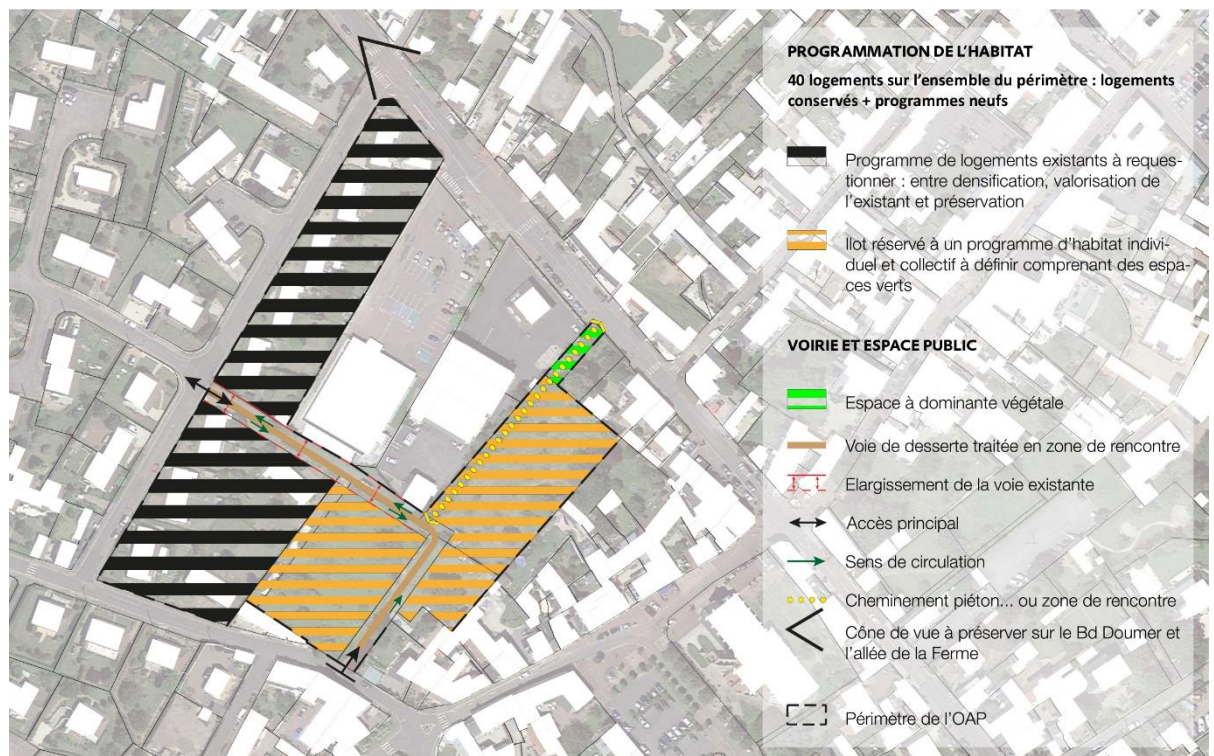 PROGRAMMATION DE L'HABITAT
40 logements sur l'ensemble du périmètre : logements
conservés + programmes neufs
Programme de logements existants à reques-
tionner : entre densification, valorisation de
l'existant et préservation
Ilot réservé à un programme d'habitat indivi-
duel et collectif à définir comprenant des espa-
ces verts
VOIRIE ET ESPACE PUBLIC
Espace à dominante végétale
Voie de desserte traitée en zone de rencontre
Elargissement de la voie existante
Accès principal
Sens de circulation
Cheminement piéton... ou zone de rencontre
Cône de vue à préserver sur le Bd Doumer et
l'allée de la Ferme
Périmètre de l'OAP